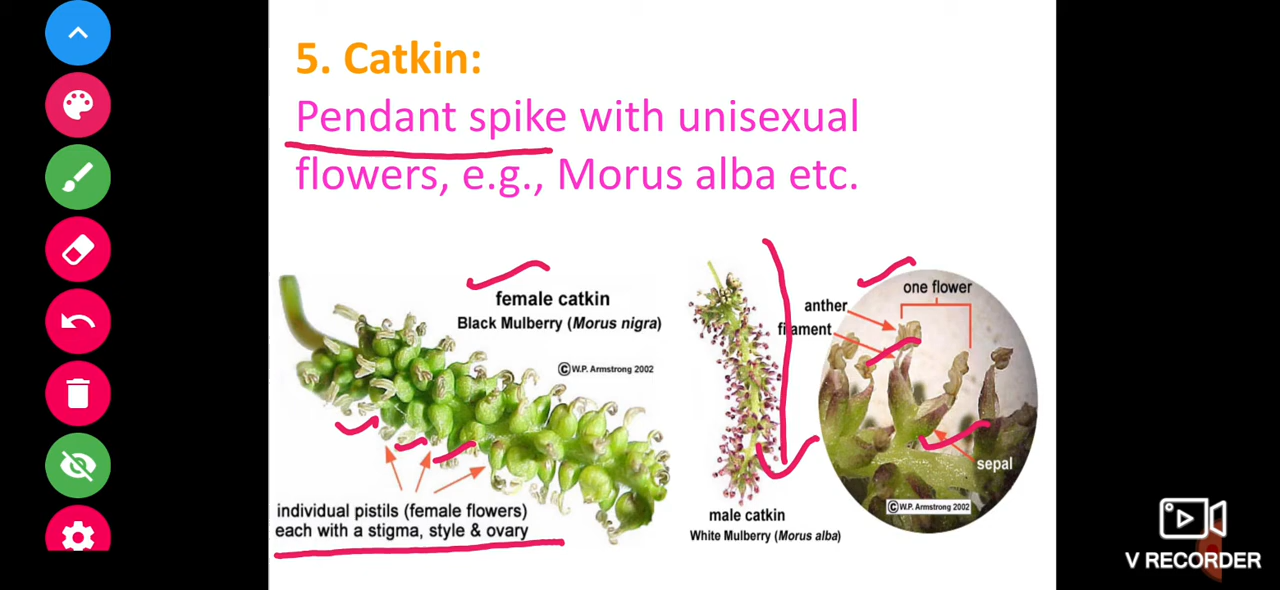 5. Catkin:
Pendant spike with unisexual
flowers, e.g., Morus alba etc.
female catkin
Black Mulberry (Morus nigra)
©W.P. Armstrong 2002
individual pistils (female flowers)
each with a stigma, style & ovary
male catkin
White Mulberry (Morus alba)
one flower
anther
filament
sepal
©W.P. Armstrong 2002
V RECORDER